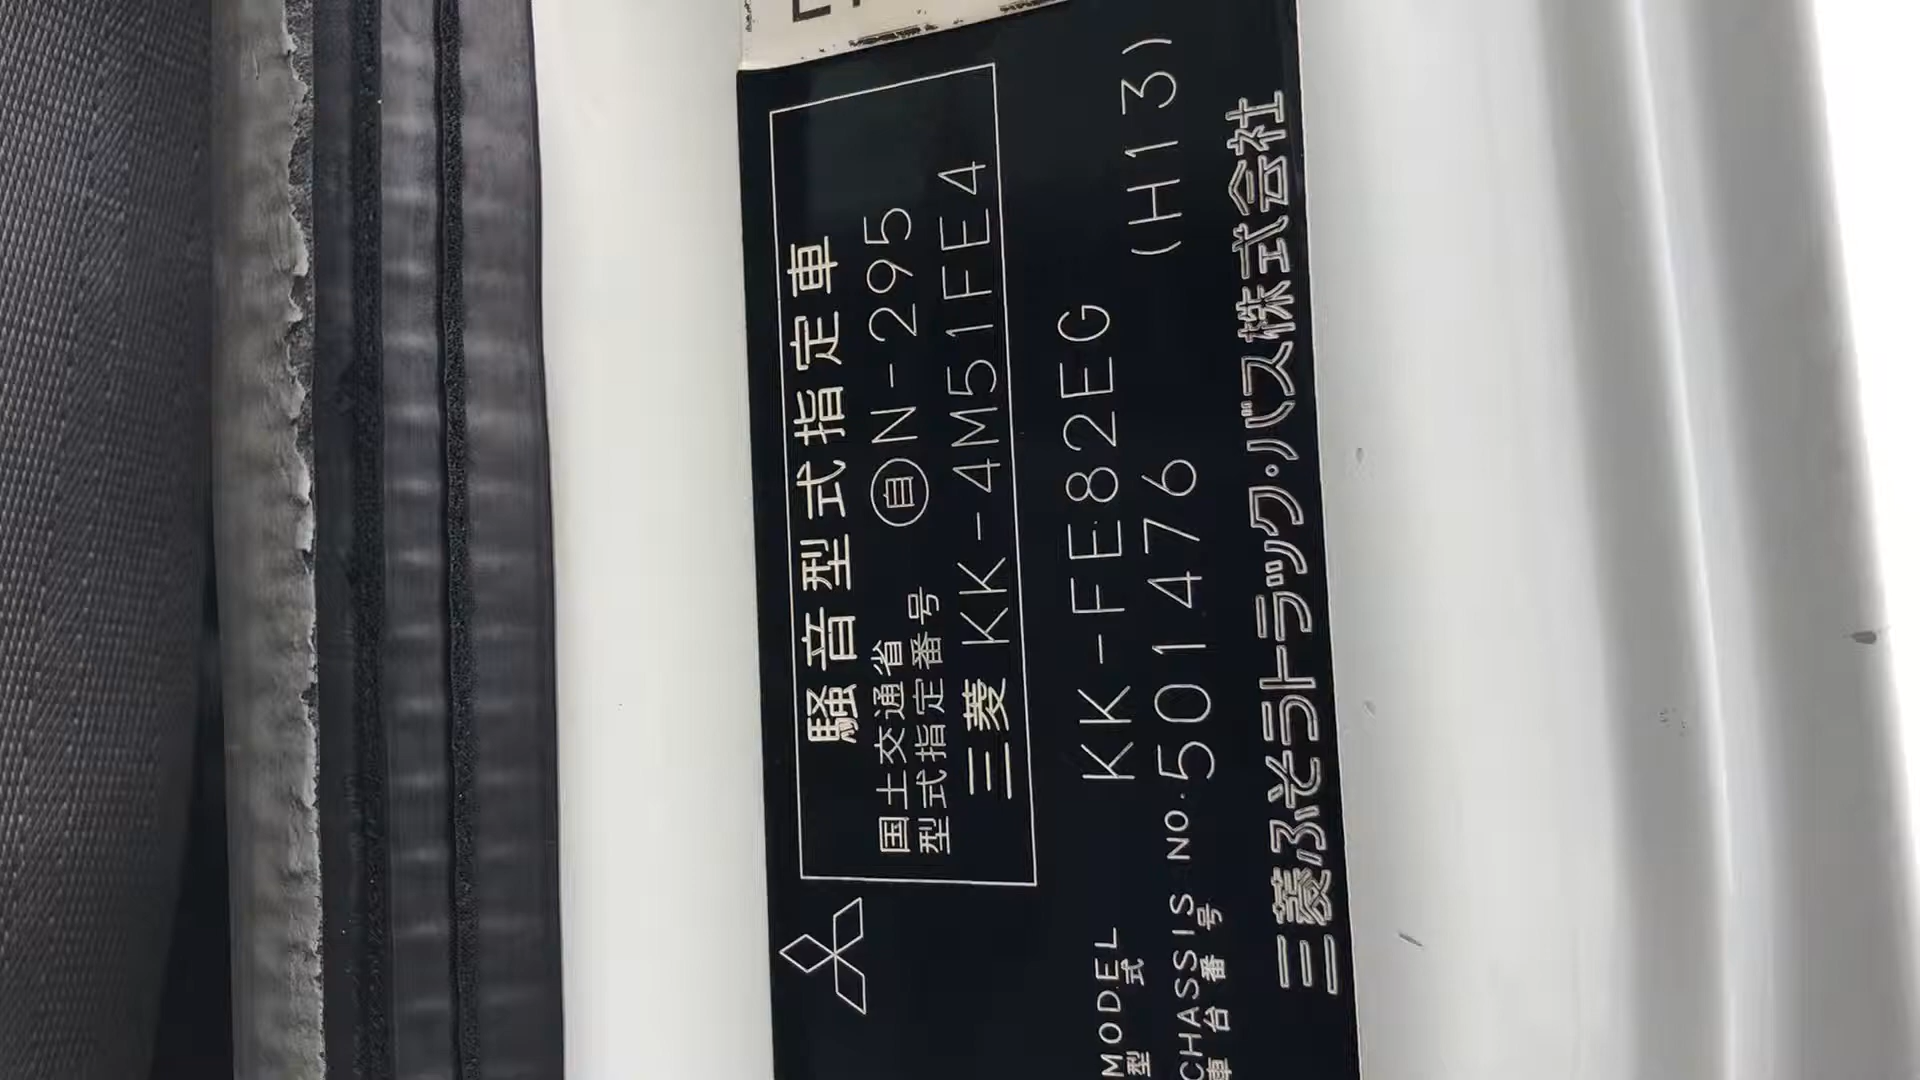 騒音型式指定車
国土交通省
型式指定番号 自N-295
三菱 KK-4M51FE4
MODEL
型式 KK-FE82EG
CHASSIS NO. 501476 (H13)
車台番号
三菱ふそうトラック・バス株式会社